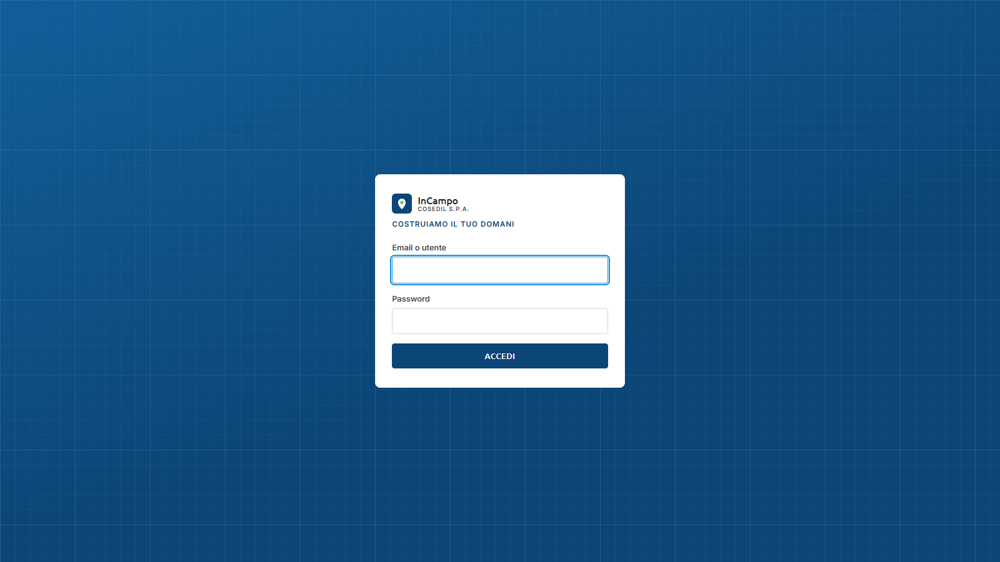 InCampo
COSEDIL S.P.A.
COSTRUIAMO IL TUO DOMANI
Email o utente
Password
ACCEDI